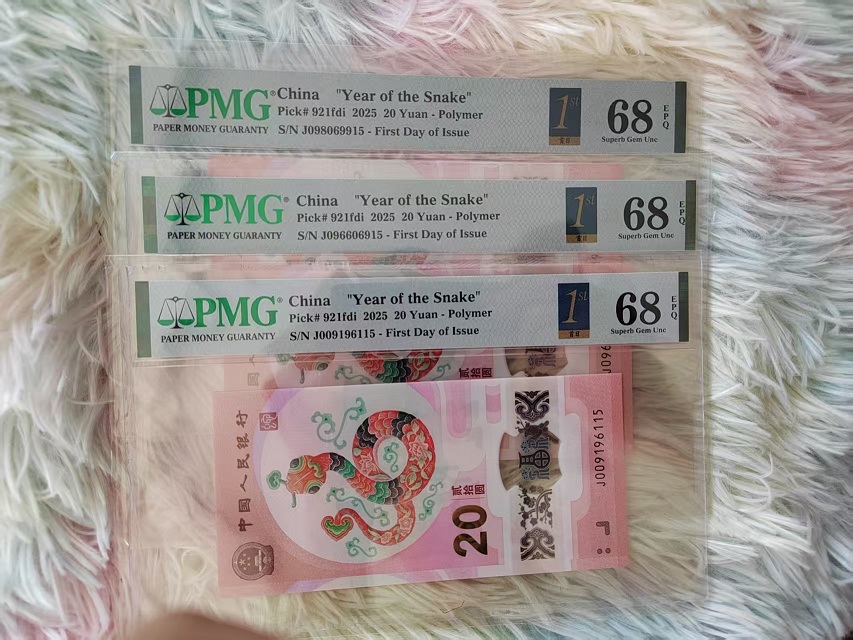 PMG® China "Year of the Snake" 1st 68 EPQ
Pick# 921fdi 2025 20 Yuan - Polymer
PAPER MONEY GUARANTY S/N J098069915 - First Day of Issue Superb Gem Unc
PMG® China "Year of the Snake" 1st 68 EPQ
Pick# 921fdi 2025 20 Yuan - Polymer
PAPER MONEY GUARANTY S/N J096606915 - First Day of Issue Superb Gem Unc
PMG® China "Year of the Snake" 1st 68 EPQ
Pick# 921fdi 2025 20 Yuan - Polymer
PAPER MONEY GUARANTY S/N J009196115 - First Day of Issue Superb Gem Unc
贰拾圆
J096
中国人民银行
贰拾圆
20
J009196115